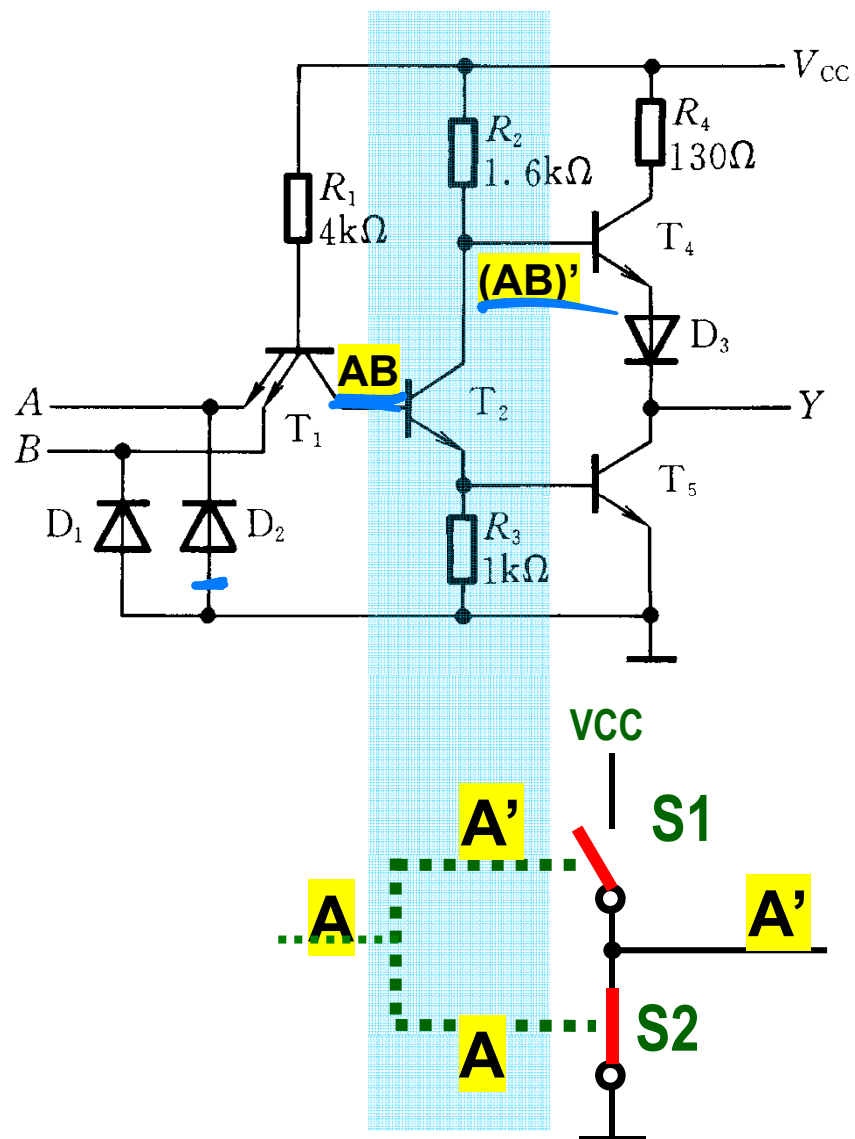 V_CC
R₂
1.6kΩ
R₄
130Ω
R₁
4kΩ
T₄
(AB)’
D₃
AB
A
T₁
T₂
Y
B
T₅
D₁
D₂
R₃
1kΩ
VCC
A’
S1
A
A’
A
S2